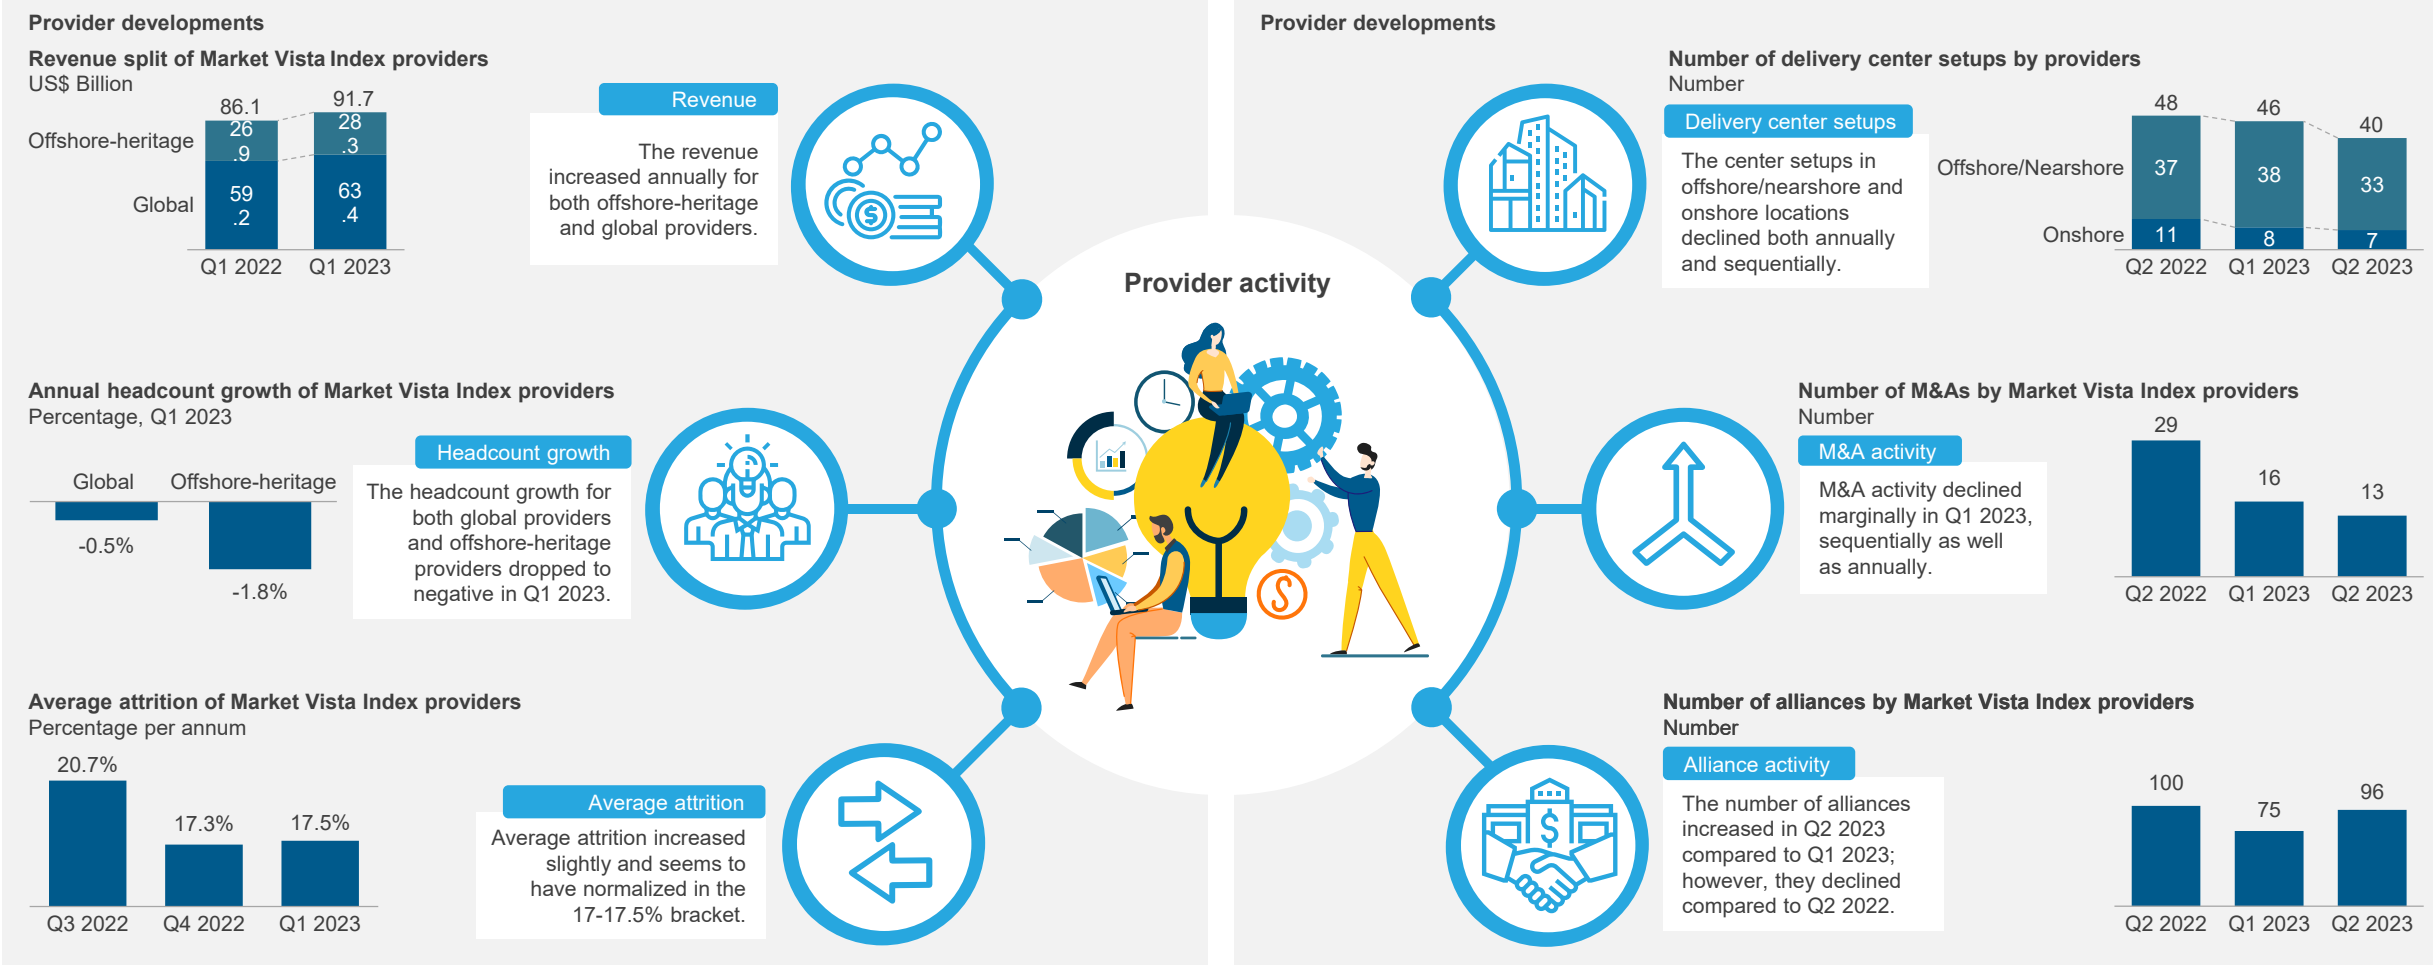 Provider developments
Revenue split of Market Vista Index providers
US$ Billion
86.1
91.7
Offshore-heritage
26
.9
28
.3
Global
59
.2
63
.4
Q1 2022
Q1 2023
Revenue
The revenue
increased annually for
both offshore-heritage
and global providers.
Annual headcount growth of Market Vista Index providers
Percentage, Q1 2023
Global
Offshore-heritage
-0.5%
-1.8%
Headcount growth
The headcount growth for
both global providers
and offshore-heritage
providers dropped to
negative in Q1 2023.
Average attrition of Market Vista Index providers
Percentage per annum
20.7%
17.3%
17.5%
Q3 2022
Q4 2022
Q1 2023
Average attrition
Average attrition increased
slightly and seems to
have normalized in the
17-17.5% bracket.
Provider activity
Provider developments
Number of delivery center setups by providers
Number
Delivery center setups
The center setups in
offshore/nearshore and
onshore locations
declined both annually
and sequentially.
48
46
40
Offshore/Nearshore
37
38
33
Onshore
11
8
7
Q2 2022
Q1 2023
Q2 2023
Number of M&As by Market Vista Index providers
Number
M&A activity
M&A activity declined
marginally in Q1 2023,
sequentially as well
as annually.
29
16
13
Q2 2022
Q1 2023
Q2 2023
Number of alliances by Market Vista Index providers
Number
Alliance activity
The number of alliances
increased in Q2 2023
compared to Q1 2023;
however, they declined
compared to Q2 2022.
100
75
96
Q2 2022
Q1 2023
Q2 2023